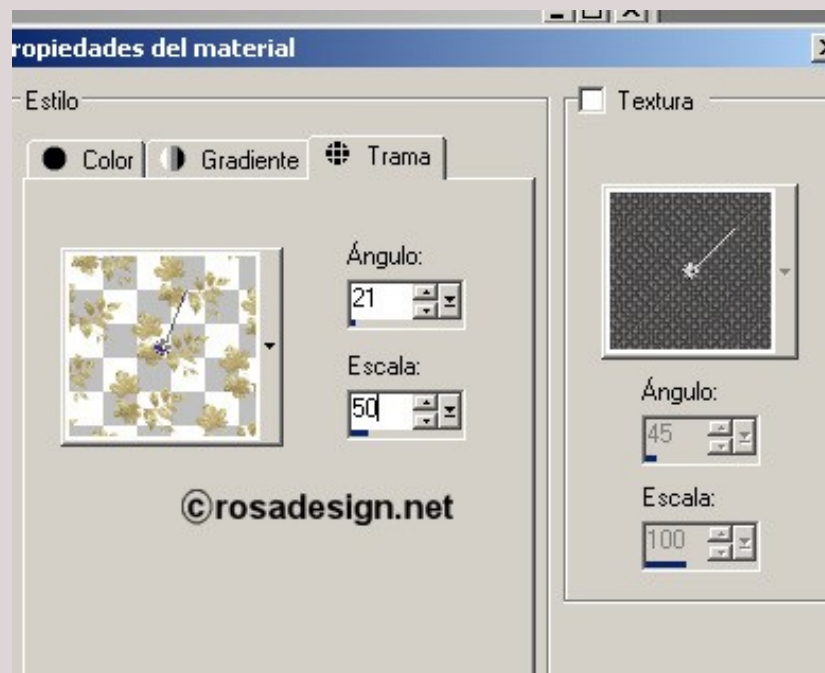 ropiedades del material
Estilo
Textura
Color
Gradiente
Trama
Ángulo:
21
Escala:
50
Ángulo:
45
Escala:
100
©rosadesign.net